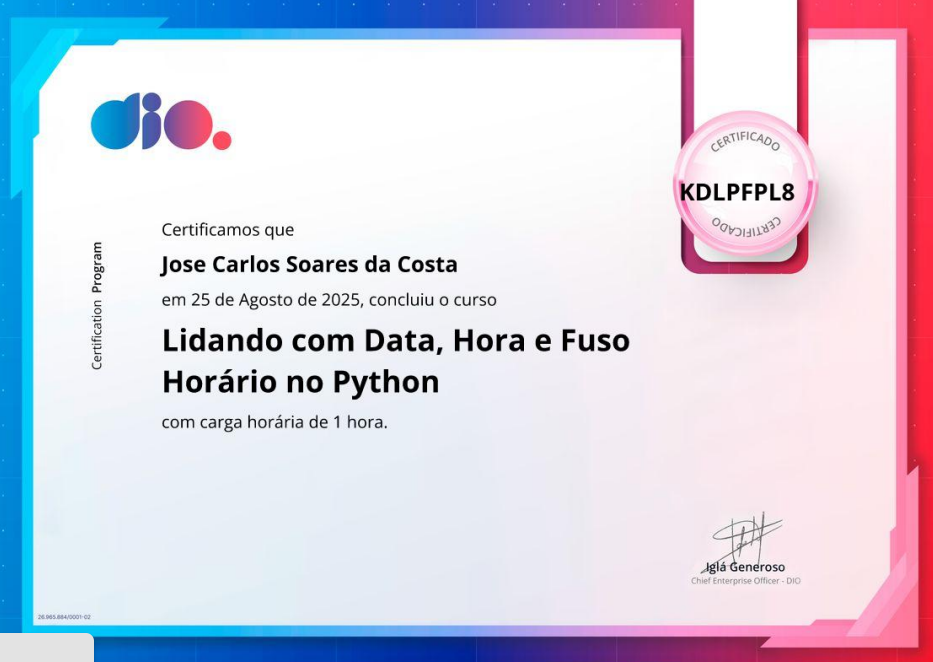 dio.
CERTIFICADO
KDLPFPL8
CERTIFICADO
Certificamos que
Jose Carlos Soares da Costa
em 25 de Agosto de 2025, concluiu o curso
Lidando com Data, Hora e Fuso
Horário no Python
com carga horária de 1 hora.
Certification Program
Iglá Generoso
Chief Enterprise Officer - DIO
26.965.884/0001-02